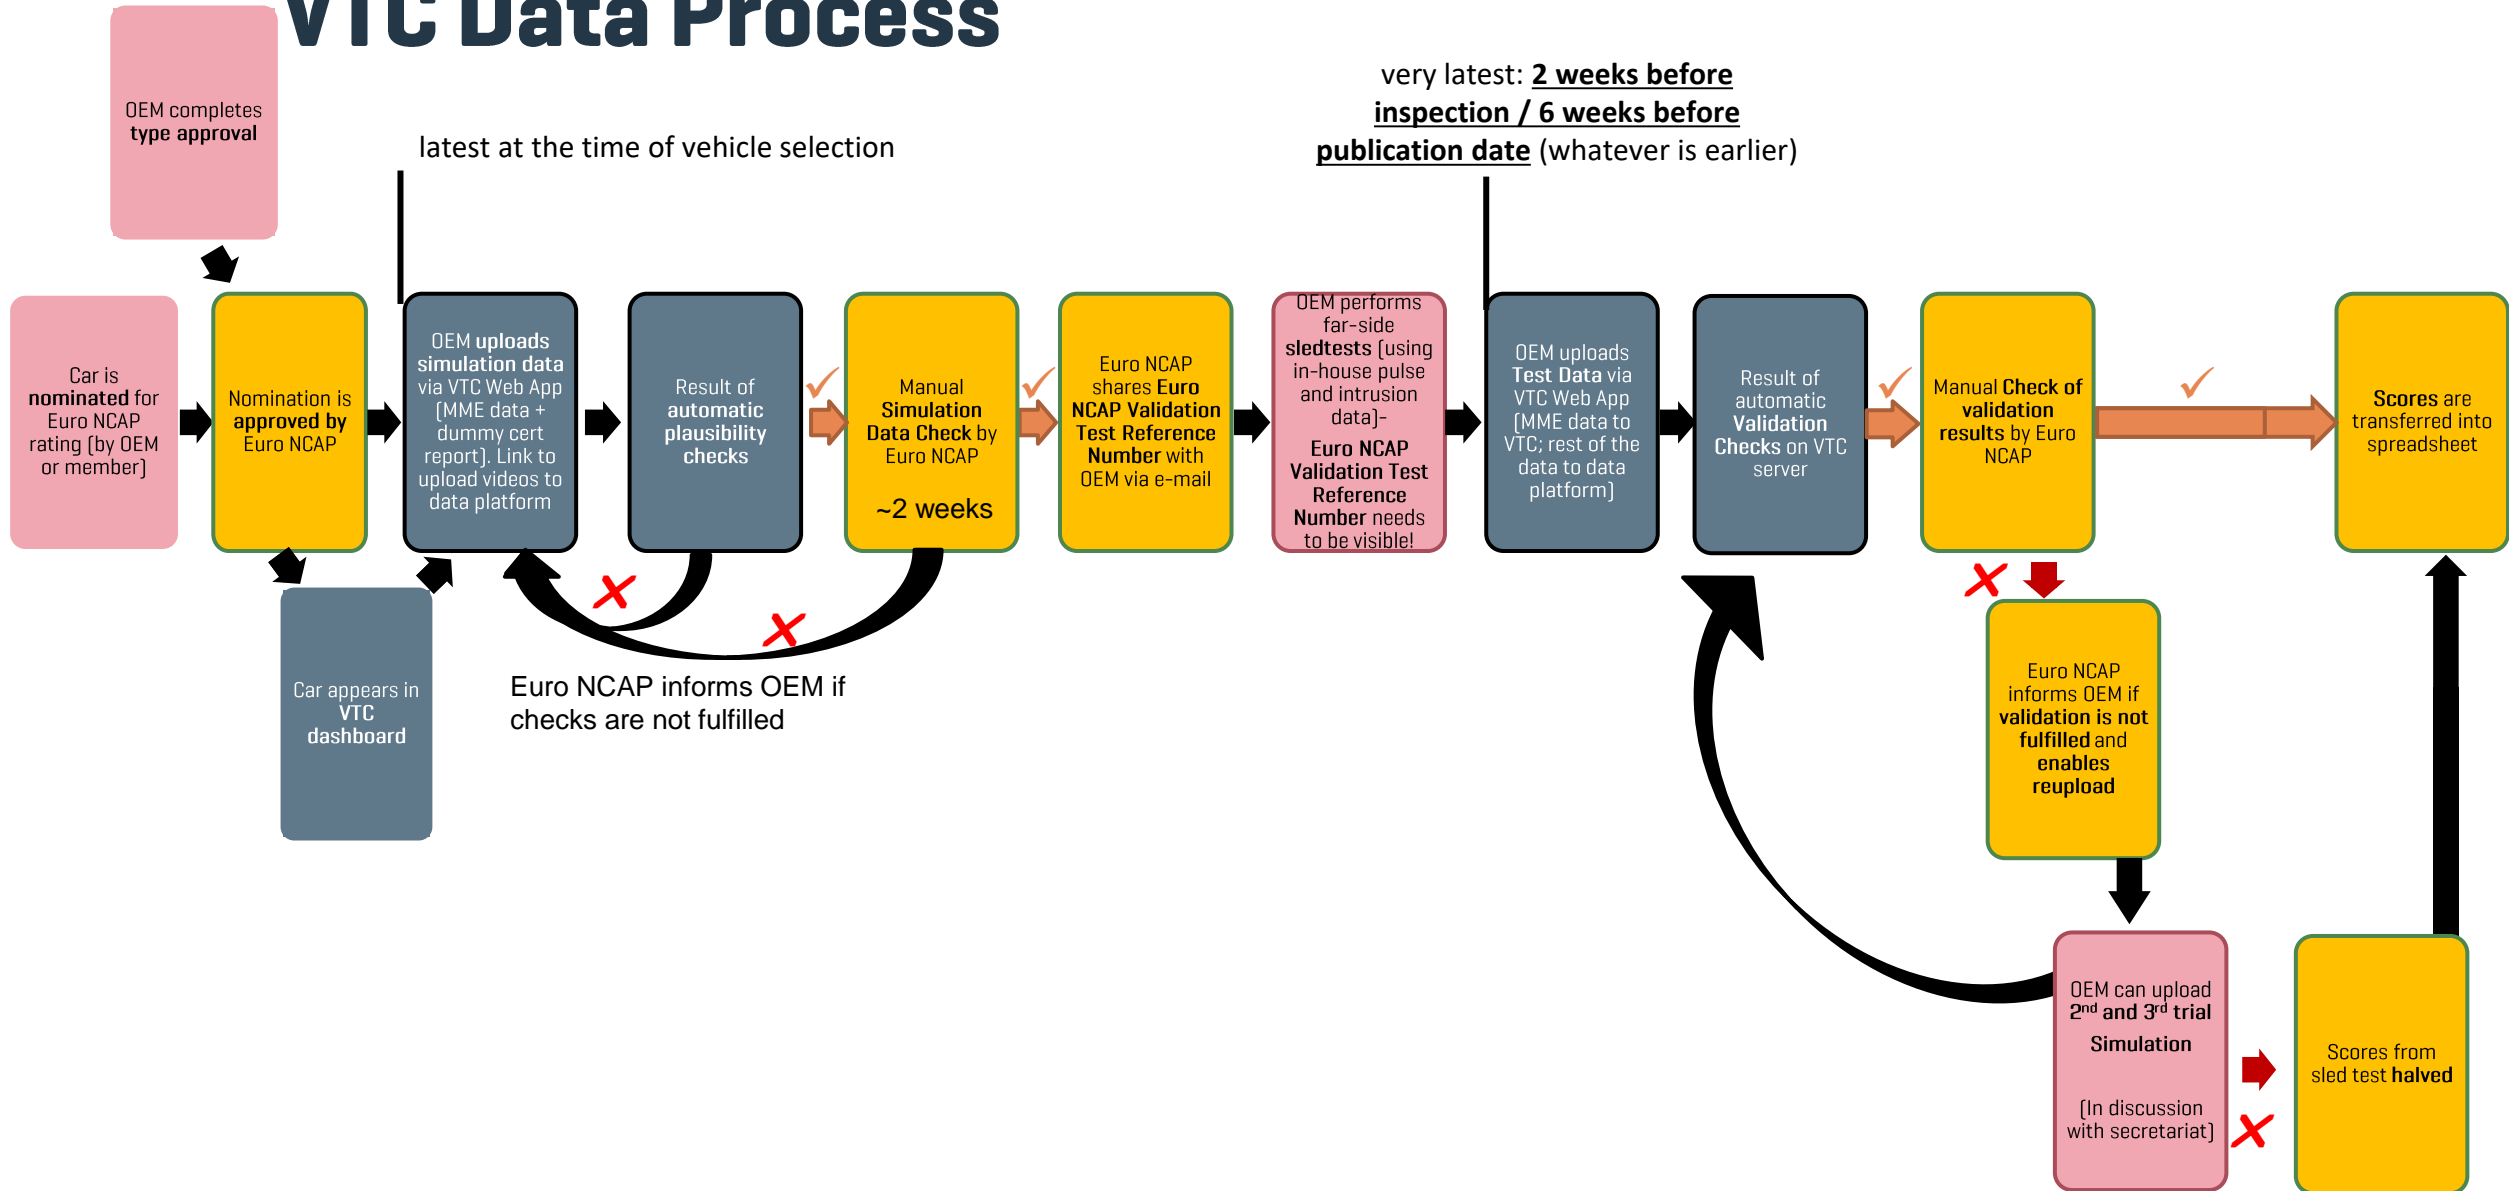 VTC Data Process
OEM completes
type approval
latest at the time of vehicle selection
very latest: 2 weeks before
inspection / 6 weeks before
publication date (whatever is earlier)
Car is
nominated for
Euro NCAP
rating (by OEM
or member)
Nomination is
approved by
Euro NCAP
OEM uploads
simulation data
via VTC Web App
(MME data +
dummy cert
report). Link to
upload videos to
data platform
Result of
automatic
plausibility
checks
Manual
Simulation
Data Check by
Euro NCAP
~2 weeks
Euro NCAP
shares Euro
NCAP Validation
Test Reference
Number with
OEM via e-mail
OEM performs
far-side
sledtests (using
in-house pulse
and intrusion
data)-
Euro NCAP
Validation Test
Reference
Number needs
to be visible!
OEM uploads
Test Data via
VTC Web App
(MME data to
VTC; rest of the
data to data
platform)
Result of
automatic
Validation
Checks on VTC
server
Manual Check of
validation
results by Euro
NCAP
Scores are
transferred into
spreadsheet
Car appears in
VTC
dashboard
Euro NCAP informs OEM if
checks are not fulfilled
Euro NCAP
informs OEM if
validation is not
fulfilled and
enables
reupload
OEM can upload
2nd and 3rd trial
Simulation
(In discussion
with secretariat)
Scores from
sled test halved